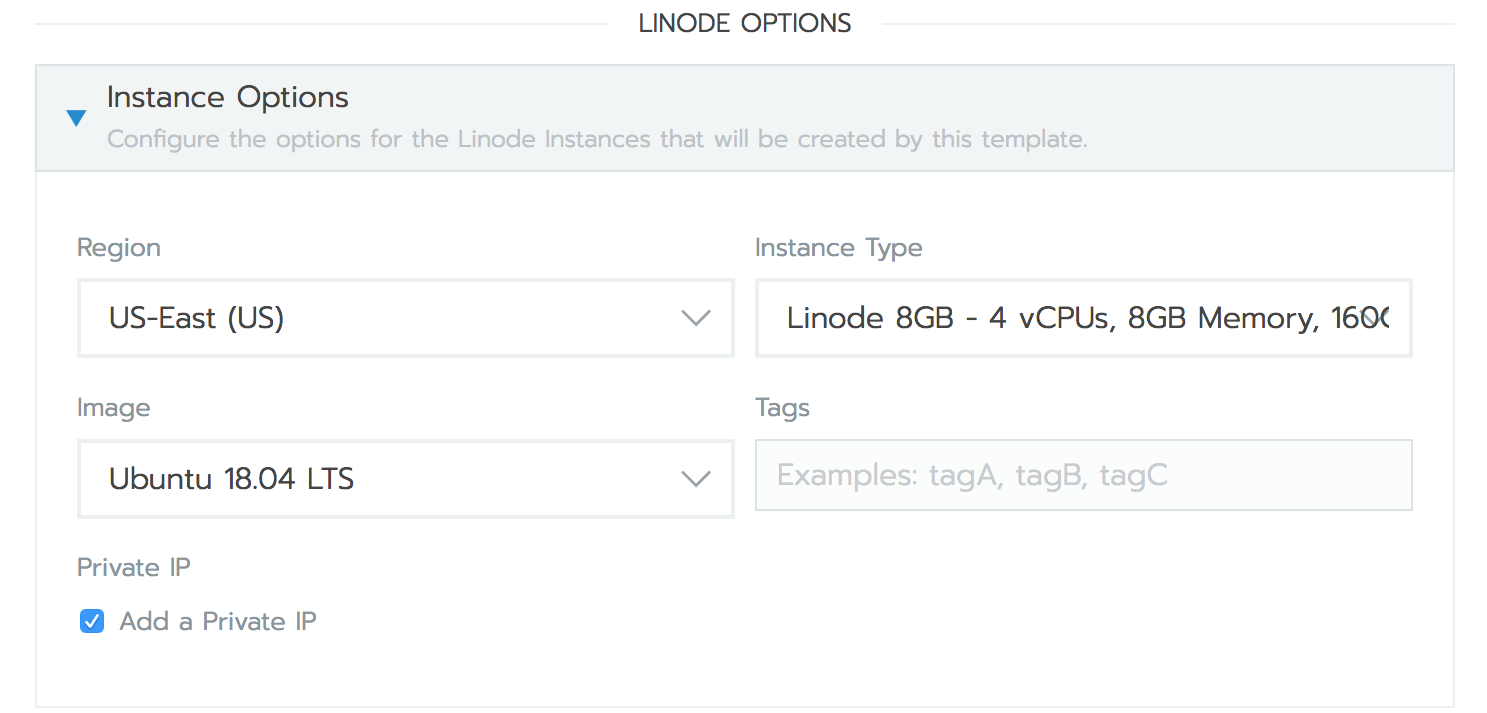 LINODE OPTIONS
Instance Options
Configure the options for the Linode Instances that will be created by this template.
Region
Instance Type
US-East (US)
Linode 8GB - 4 vCPUs, 8GB Memory,
Image
Tags
Ubuntu 18.04 LTS
Examples: tagA, tagB, tagC
Private IP
Add a Private IP